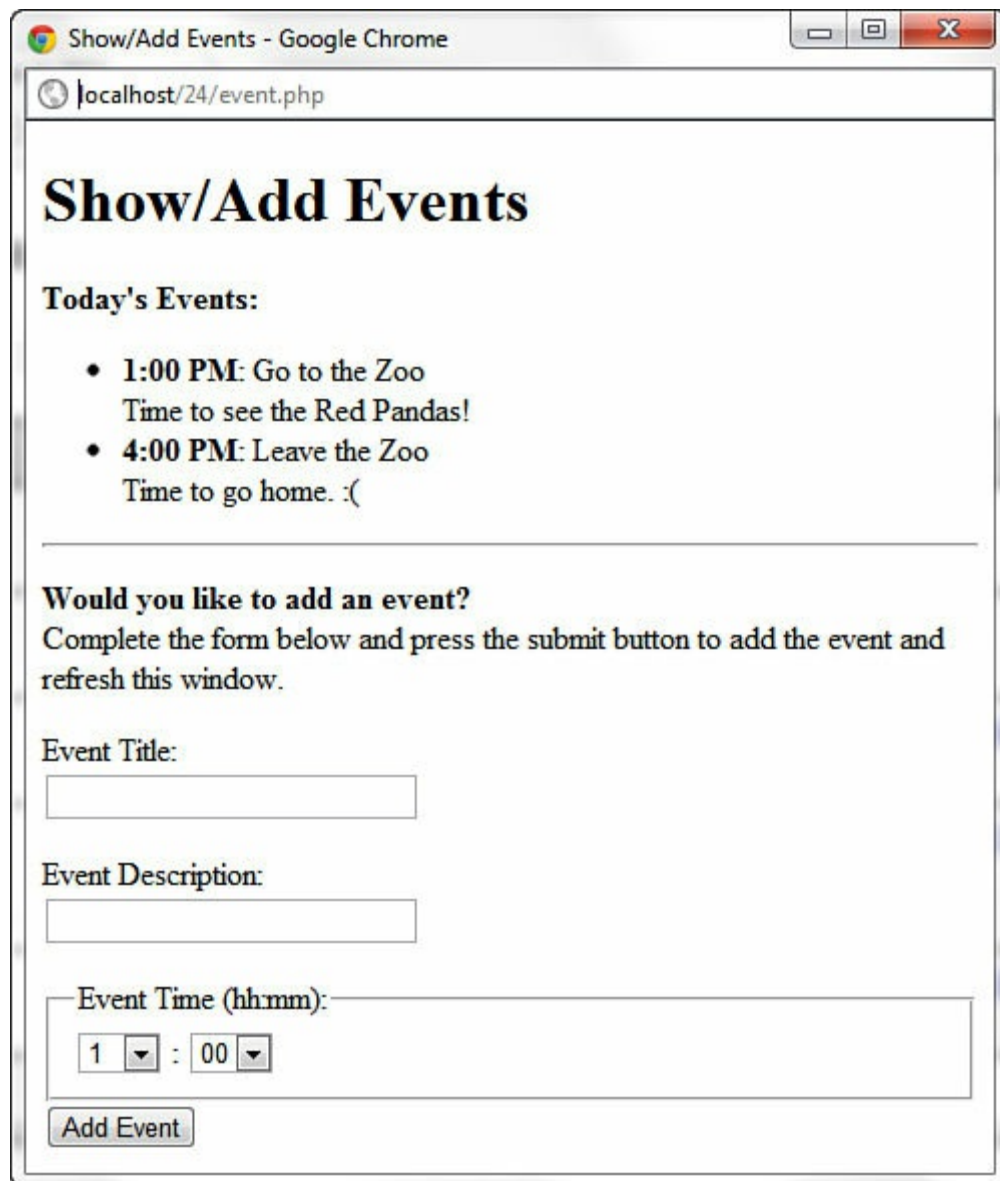 Show/Add Events - Google Chrome
localhost/24/event.php
Show/Add Events
Today's Events:
1:00 PM: Go to the Zoo
Time to see the Red Pandas!
4:00 PM: Leave the Zoo
Time to go home. :(
Would you like to add an event?
Complete the form below and press the submit button to add the event and
refresh this window.
Event Title:
Event Description:
Event Time (hh:mm):
1 : 00
Add Event